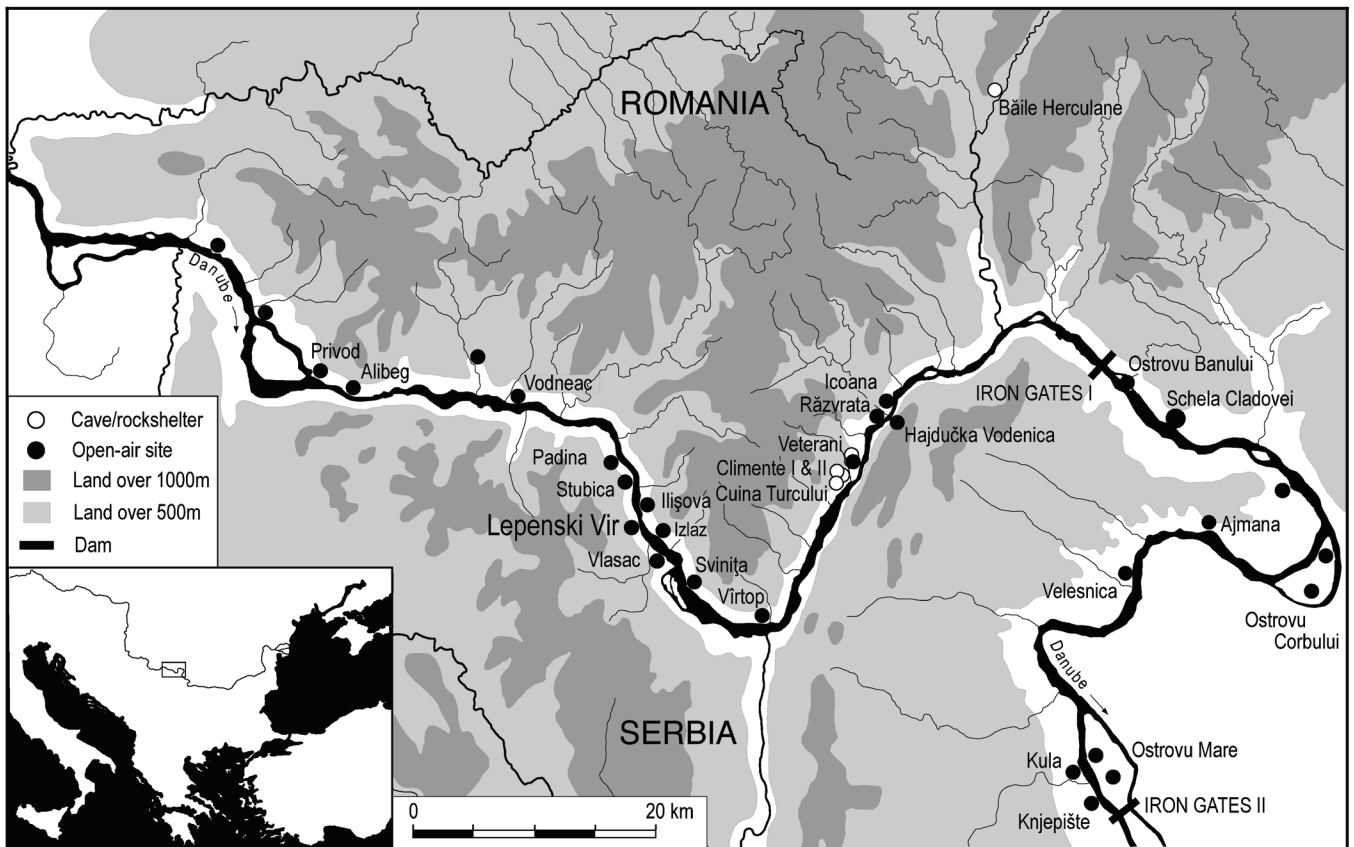 ROMANIA
Băile Herculane
Danube
Privod
Alibeg
Vodneac
Icoana
Răzvrata
Hajdučka Vodenica
IRON GATES I
Ostrovu Banului
Schela Cladovei
Veterani
Climente I & II
Cuina Turcului
Padina
Stubica
Ilişova
Lepenski Vir
Izlaz
Vlasac
Sviniţa
Vîrtop
Ajmana
Velesnica
Ostrovu
Corbului
Danube
SERBIA
Kula
Ostrovu Mare
Knjepište
IRON GATES II
Cave/rockshelter
Open-air site
Land over 1000m
Land over 500m
Dam
0 20 km